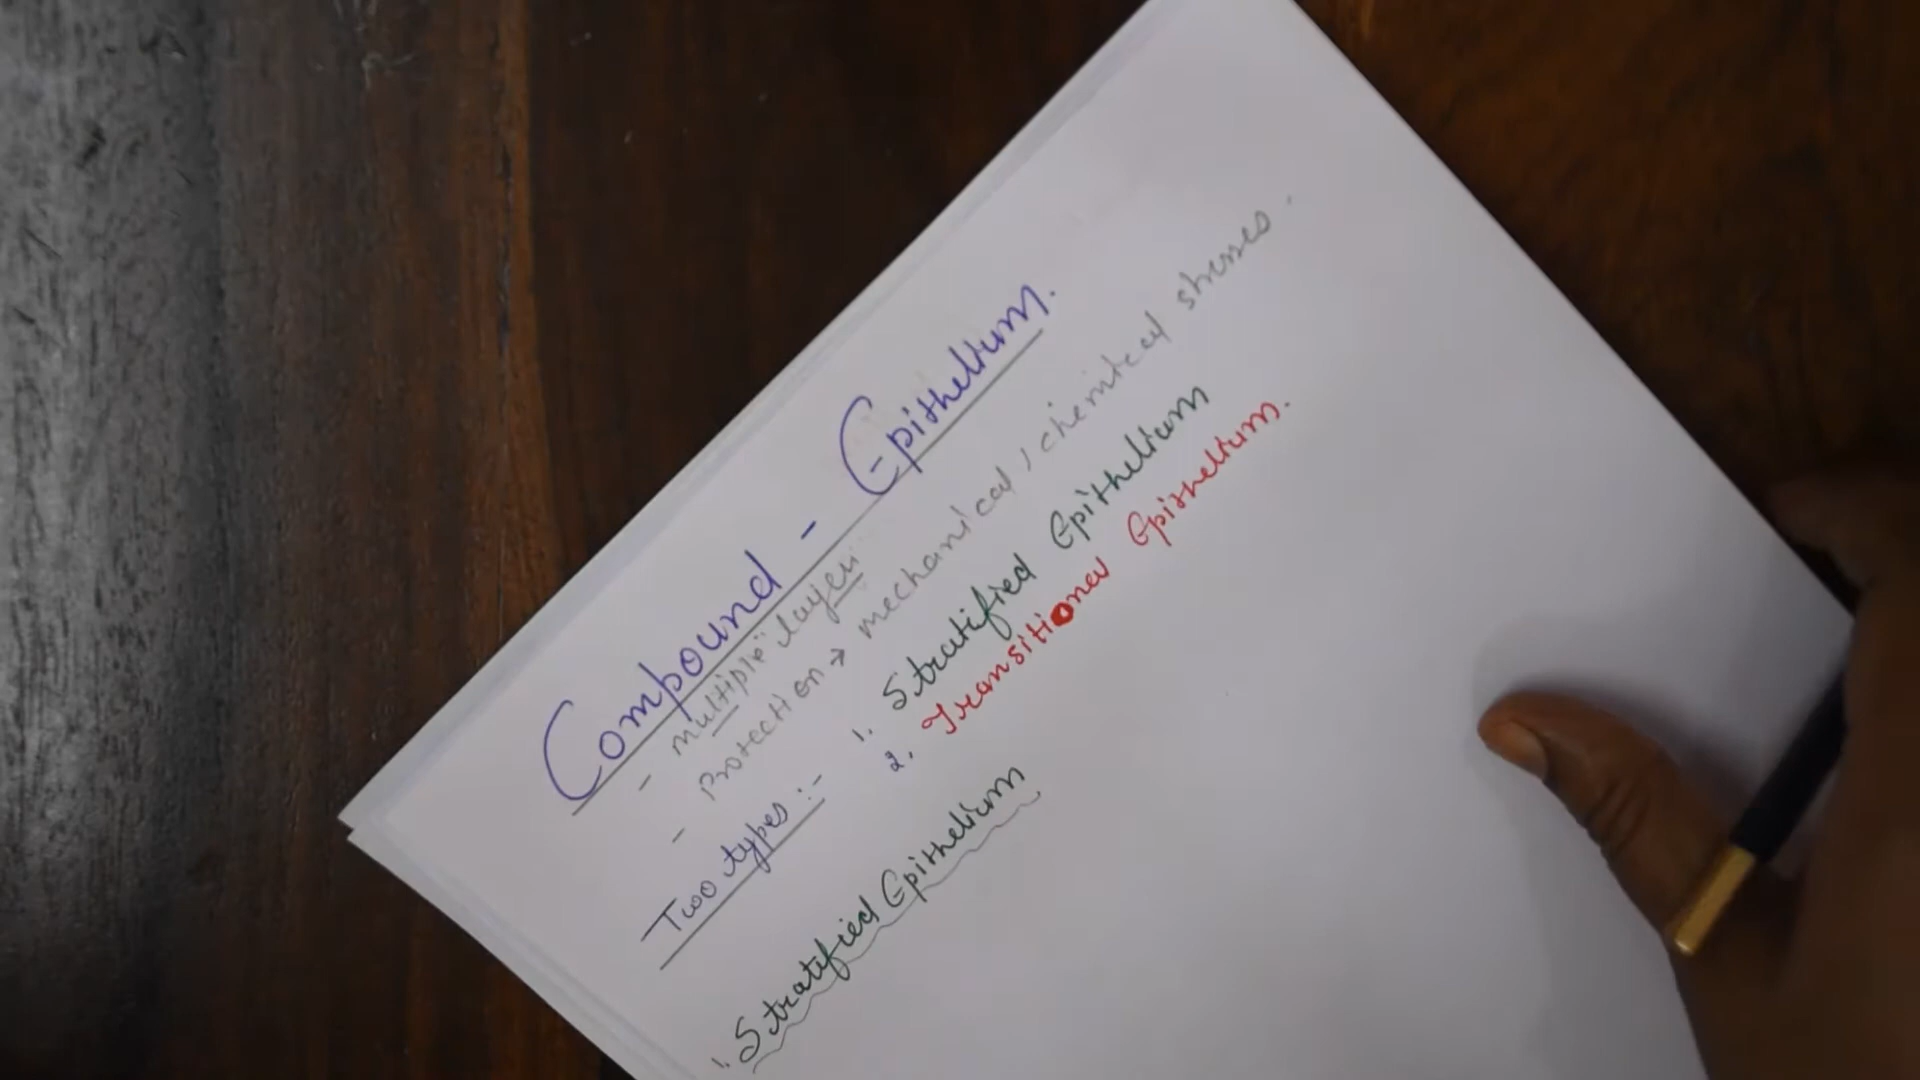 Compound - Epithelium.
- multiple layer
- Protection → mechanical, chemical stresses.
Two types :- 1. Stratified Epithelium
2. Transitional Epithelium.
1. Stratified Epithelium